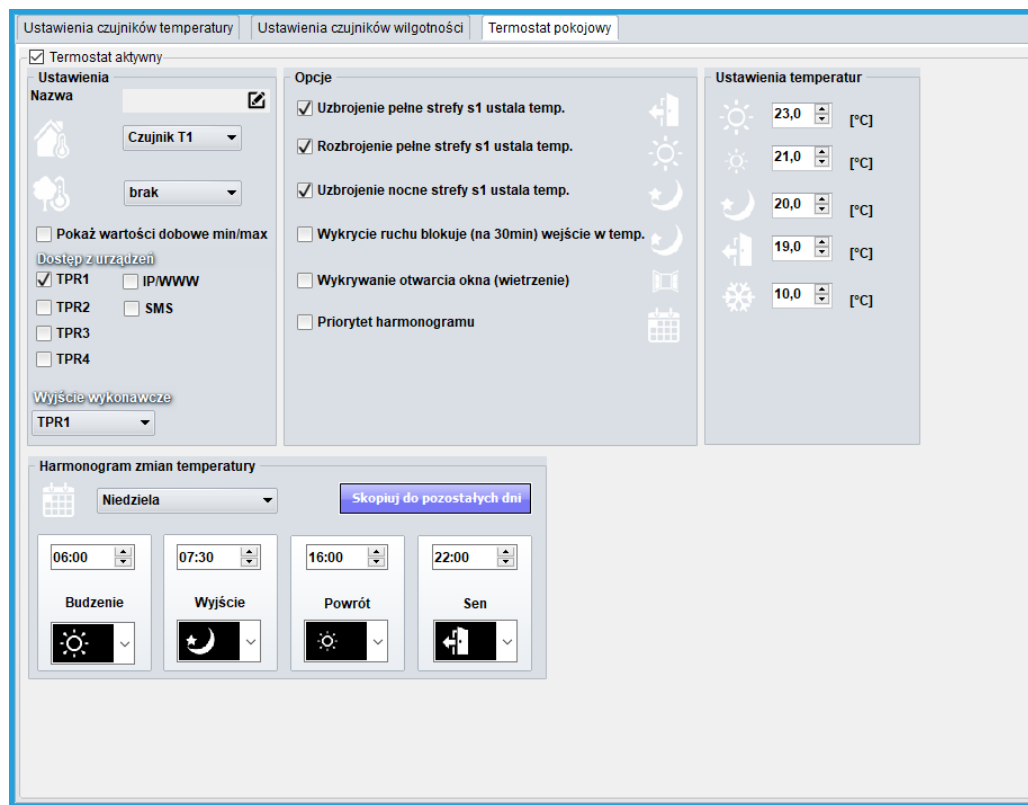 Ustawienia czujników temperatury
Ustawienia czujników wilgotności
Termostat pokojowy
Termostat aktywny
Ustawienia
Nazwa
Czujnik T1
brak
Pokaż wartości dobowe min/max
Dostęp z urządzeń
TPR1
IP/WWW
TPR2
SMS
TPR3
TPR4
Wyjście wykonawcze
TPR1
Opcje
Uzbrojenie pełne strefy s1 ustala temp.
Rozbrojenie pełne strefy s1 ustala temp.
Uzbrojenie nocne strefy s1 ustala temp.
Wykrycie ruchu blokuje (na 30min) wejście w temp.
Wykrywanie otwarcia okna (wietrzenie)
Priorytet harmonogramu
Ustawienia temperatur
23,0 [°C]
21,0 [°C]
20,0 [°C]
19,0 [°C]
10,0 [°C]
Harmonogram zmian temperatury
Niedziela
Skopiuj do pozostałych dni
06:00
Budzenie
07:30
Wyjście
16:00
Powrót
22:00
Sen